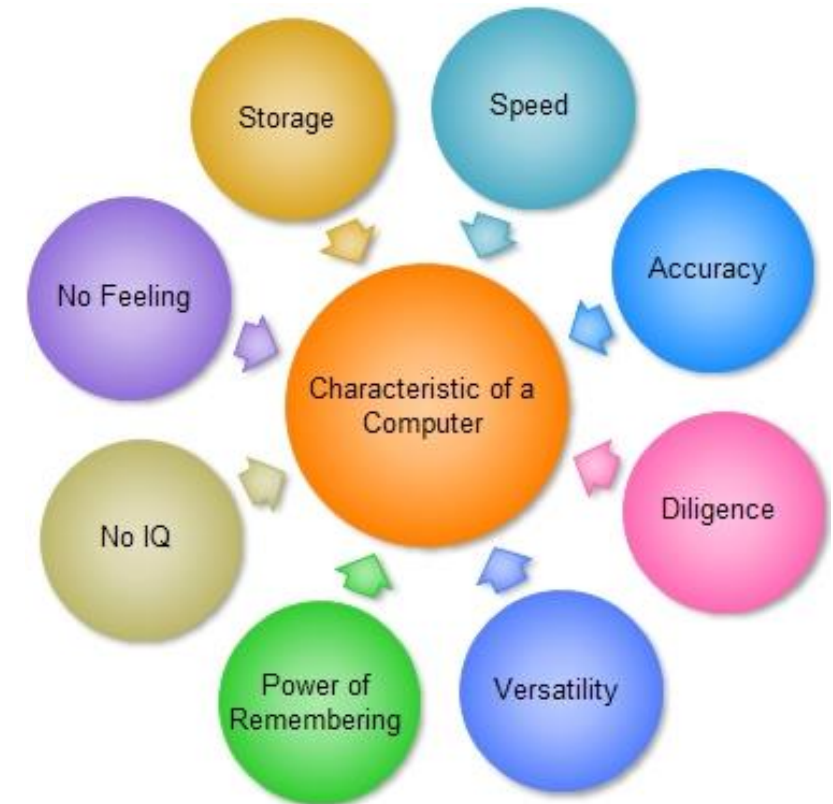 Storage
Speed
Accuracy
Diligence
Versatility
Power of
Remembering
No IQ
No Feeling
Characteristic of a
Computer